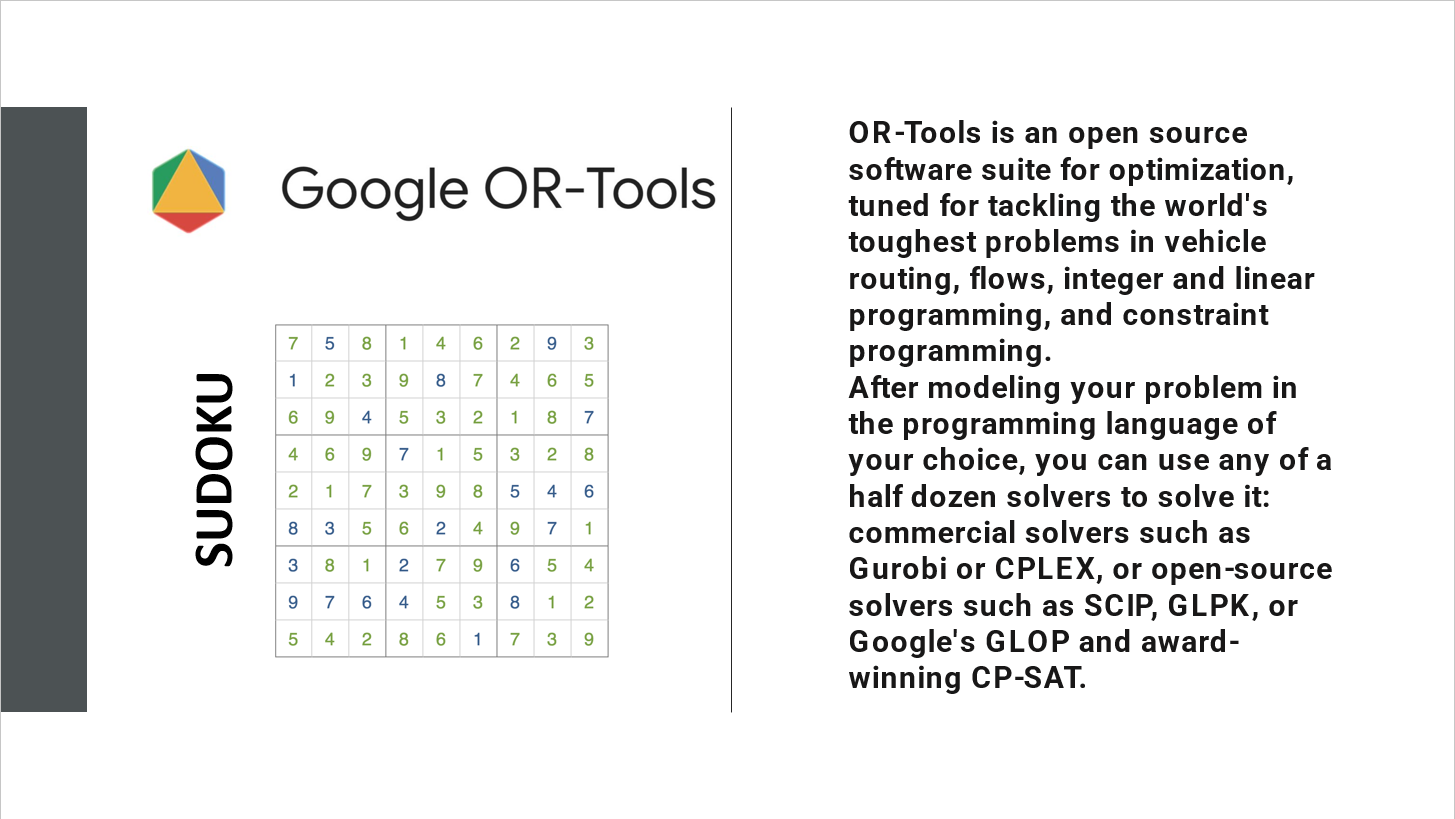 Google OR-Tools
SUDOKU
7 5 8 1 4 6 2 9 3
1 2 3 9 8 7 4 6 5
6 9 4 5 3 2 1 8 7
4 6 9 7 1 5 3 2 8
2 1 7 3 9 8 5 4 6
8 3 5 6 2 4 9 7 1
3 8 1 2 7 9 6 5 4
9 7 6 4 5 3 8 1 2
5 4 2 8 6 1 7 3 9
OR-Tools is an open source
software suite for optimization,
tuned for tackling the world's
toughest problems in vehicle
routing, flows, integer and linear
programming, and constraint
programming.
After modeling your problem in
the programming language of
your choice, you can use any of a
half dozen solvers to solve it:
commercial solvers such as
Gurobi or CPLEX, or open-source
solvers such as SCIP, GLPK, or
Google's GLOP and award-
winning CP-SAT.